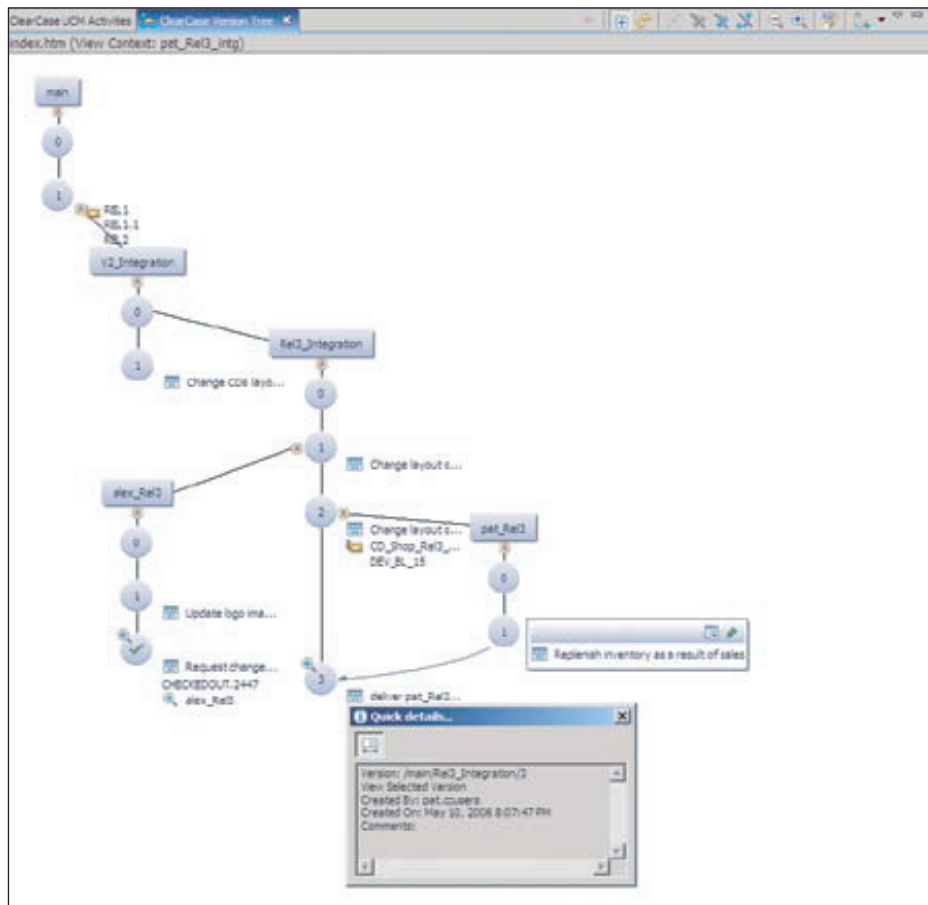 ClearCase UCM Activities ClearCase Version Tree
index.htm (View Context: pat_Rel3_intg)
main
0
1
REL1
REL1.1
REL2
V2_Integration
0
Rel3_Integration
1
Change CD6 layo...
0
1
Change layout c...
alex_Rel3
2
Change layout c...
pat_Rel3
CD_Shop_Rel3_...
DEV_BL_15
0
0
1
Update logo ima...
1
Replenish inventory as a result of sales
Request change...
CHECKEDOUT.2447
alex_Rel3
3
deliver pat_Rel3...
Quick details...
Version: /main/Rel3_Integration/3
View Selected Version
Created By: pat.ccusers
Created On: May 10, 2006 8:07:47 PM
Comments: